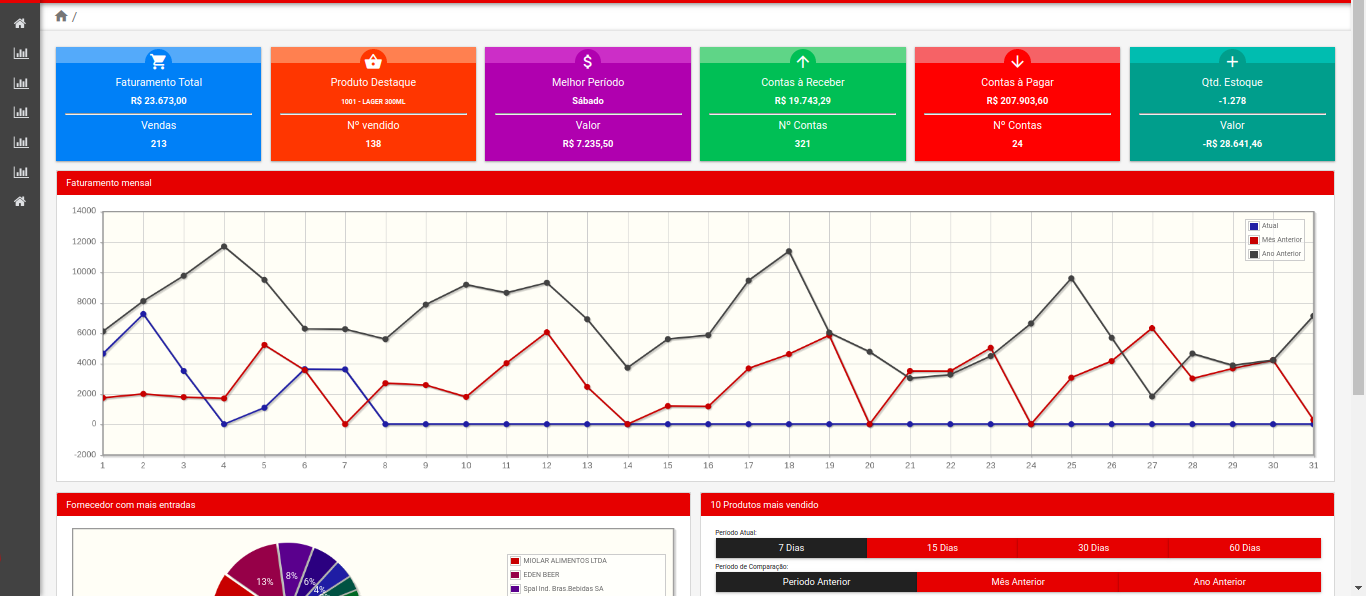 /
Faturamento Total
R$ 23.673,00
Vendas
213
Produto Destaque
1001 - LAGER 300ML
Nº vendido
138
$
Melhor Período
Sábado
Valor
R$ 7.235,50
Contas à Receber
R$ 19.743,29
Nº Contas
321
Contas à Pagar
R$ 207.903,60
Nº Contas
24
Qtd. Estoque
-1.278
Valor
-R$ 28.641,46
Faturamento mensal
14000
12000
10000
8000
6000
4000
2000
0
-2000
Atual
Mês Anterior
Ano Anterior
1 2 3 4 5 6 7 8 9 10 11 12 13 14 15 16 17 18 19 20 21 22 23 24 25 26 27 28 29 30 31
Fornecedor com mais entradas
13%
8%
6%
4%
MIOLAR ALIMENTOS LTDA
EDEN BEER
Spal Ind. Bras.Bebidas SA
10 Produtos mais vendido
Periodo Atual:
7 Dias 15 Dias 30 Dias 60 Dias
Periodo de Comparação:
Periodo Anterior Mês Anterior Ano Anterior